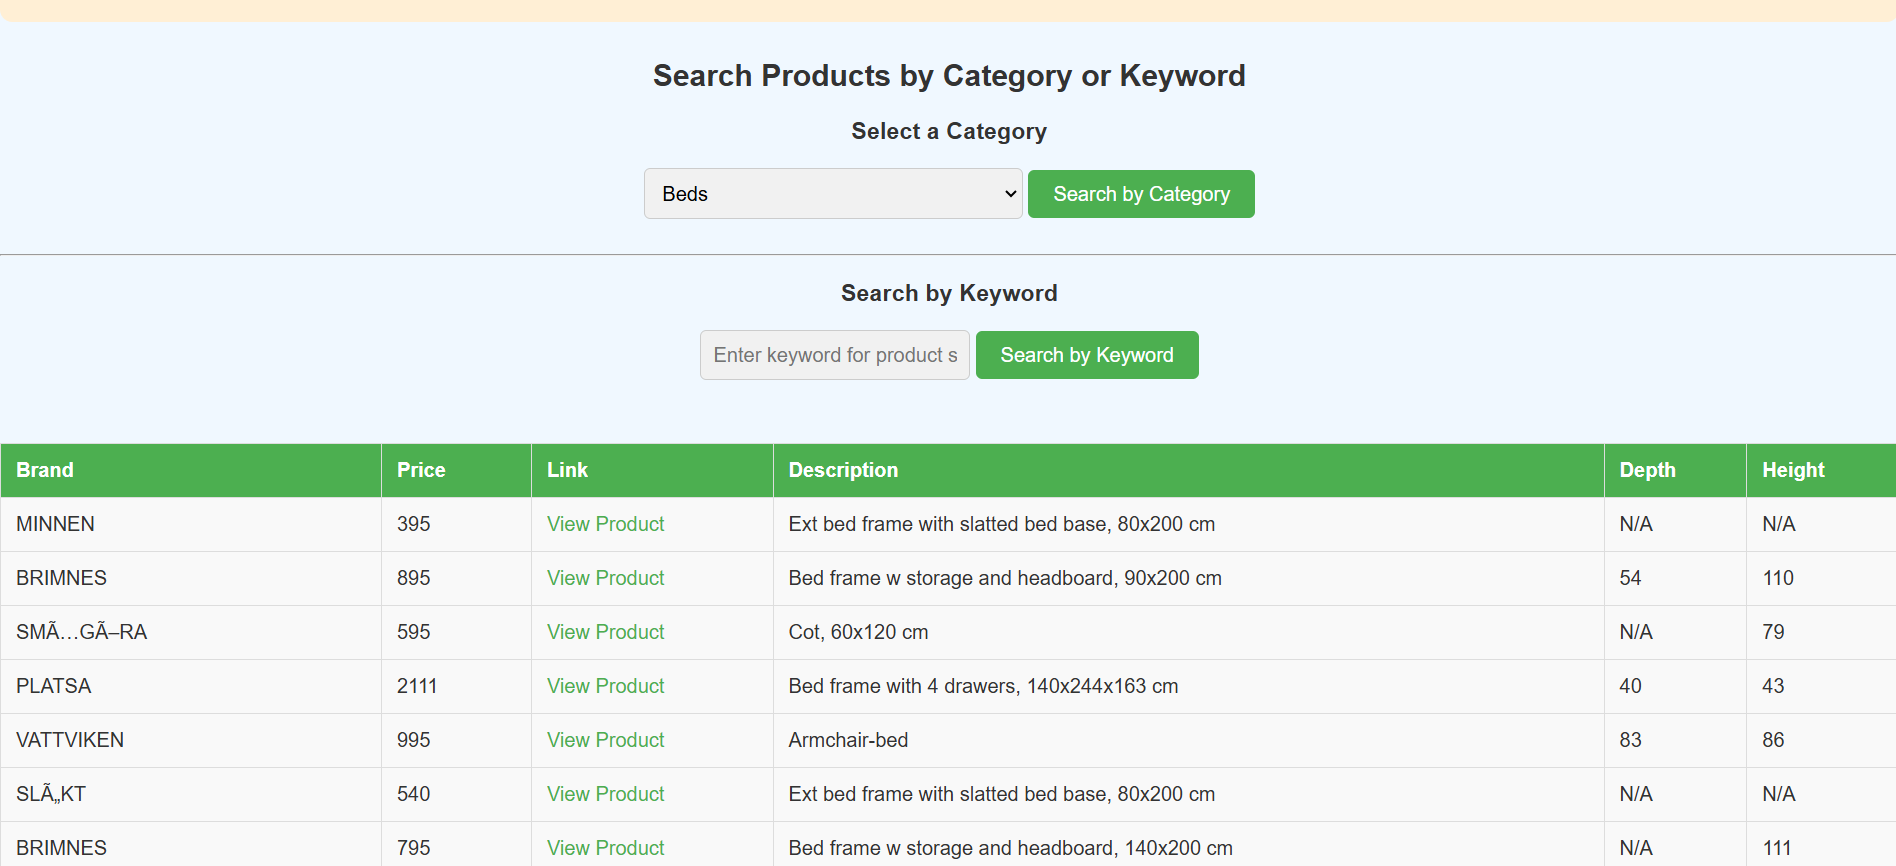 Search Products by Category or Keyword
Select a Category
Beds Search by Category
Search by Keyword
Enter keyword for product s Search by Keyword
Brand Price Link Description Depth Height
MINNEN 395 View Product Ext bed frame with slatted bed base, 80x200 cm N/A N/A
BRIMNES 895 View Product Bed frame w storage and headboard, 90x200 cm 54 110
SMÃ…GÃ–RA 595 View Product Cot, 60x120 cm N/A 79
PLATSA 2111 View Product Bed frame with 4 drawers, 140x244x163 cm 40 43
VATTVIKEN 995 View Product Armchair-bed 83 86
SLÃ„KT 540 View Product Ext bed frame with slatted bed base, 80x200 cm N/A N/A
BRIMNES 795 View Product Bed frame w storage and headboard, 140x200 cm N/A 111